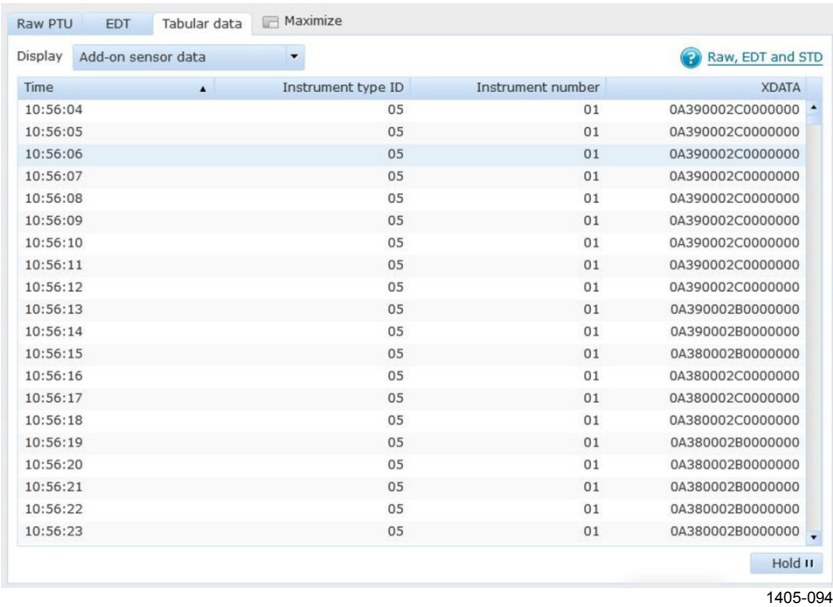 Raw PTU EDT Tabular data Maximize
Display Add-on sensor data ? Raw, EDT and STD
Time Instrument type ID Instrument number XDATA
10:56:04 05 01 0A390002C0000000
10:56:05 05 01 0A390002C0000000
10:56:06 05 01 0A390002C0000000
10:56:07 05 01 0A390002C0000000
10:56:08 05 01 0A390002C0000000
10:56:09 05 01 0A390002C0000000
10:56:10 05 01 0A390002C0000000
10:56:11 05 01 0A390002C0000000
10:56:12 05 01 0A390002C0000000
10:56:13 05 01 0A390002B0000000
10:56:14 05 01 0A390002B0000000
10:56:15 05 01 0A380002B0000000
10:56:16 05 01 0A380002C0000000
10:56:17 05 01 0A380002C0000000
10:56:18 05 01 0A380002C0000000
10:56:19 05 01 0A380002B0000000
10:56:20 05 01 0A380002B0000000
10:56:21 05 01 0A380002B0000000
10:56:22 05 01 0A380002B0000000
10:56:23 05 01 0A380002B0000000
Hold
1405-094